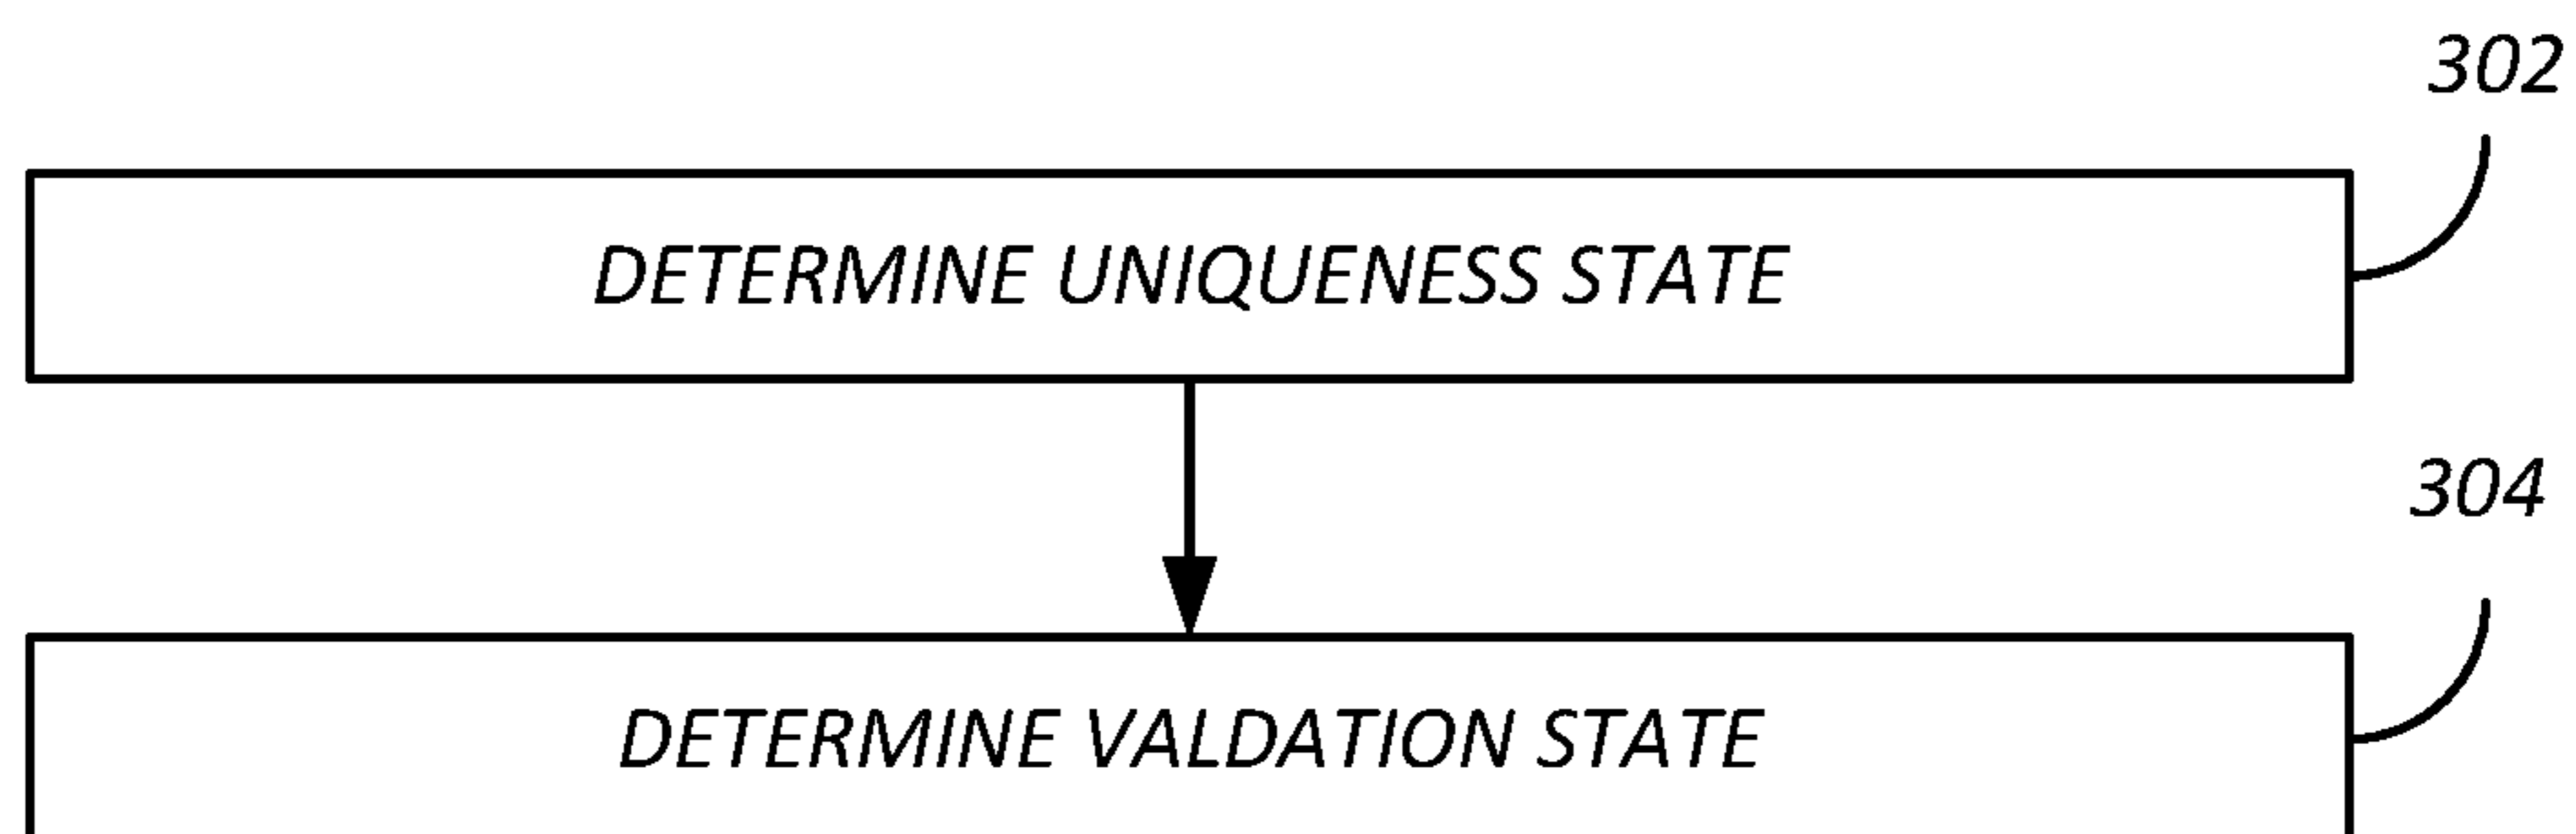 302
DETERMINE UNIQUENESS STATE
304
DETERMINE VALDATION STATE